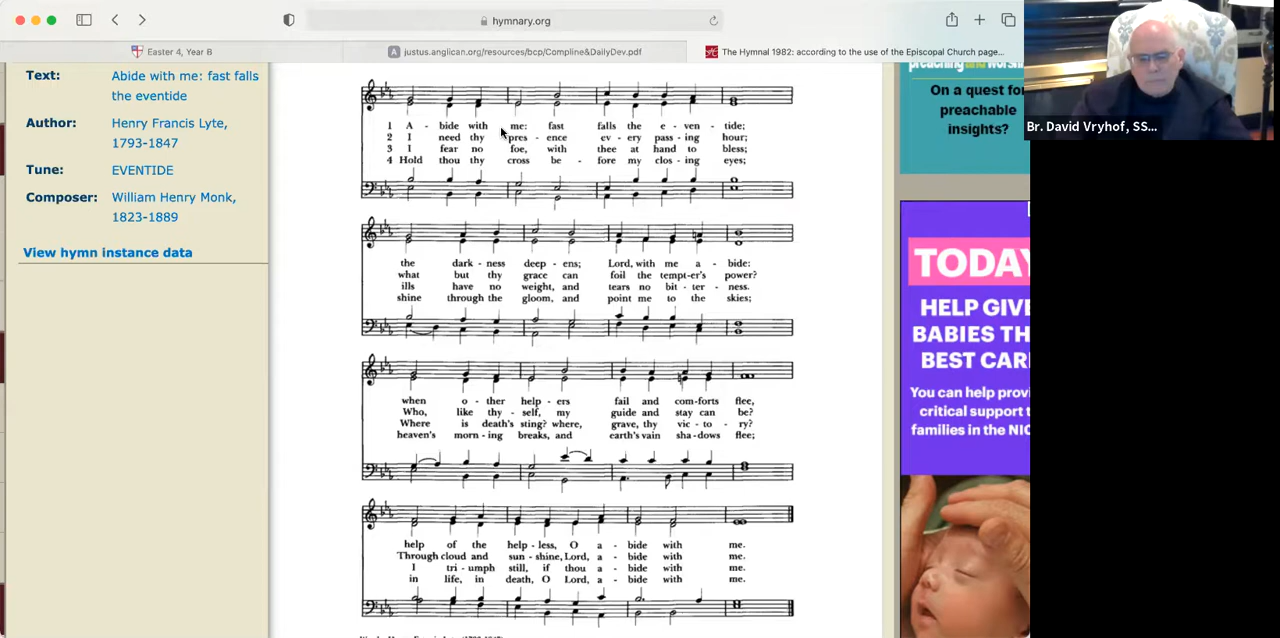 hymnary.org
Easter 4, Year B
justus.anglican.org/resources/bcp/Compline&DailyDev.pdf
The Hymnal 1982: according to the use of the Episcopal Church page...
Text:
Abide with me: fast falls
the eventide
Author:
Henry Francis Lyte,
1793-1847
Tune:
EVENTIDE
Composer:
William Henry Monk,
1823-1889
View hymn instance data
1 A - bide with me: fast falls the e - ven - tide;
2 I need thy pres - ence ev - ery pass - ing hour;
3 I fear no foe, with thee at hand to bless;
4 Hold thou thy cross be - fore my clos - ing eyes;
the dark - ness deep - ens; Lord, with me a - bide:
what but thy grace can foil the tempt-er's power?
ills have no weight, and tears no bit - ter - ness.
shine through the gloom, and point me to the skies;
when o - ther help - ers fail and com-forts flee,
Who, like thy - self, my guide and stay can be?
Where is death's sting? where, grave, thy vic - to - ry?
heaven's morn - ing breaks, and earth's vain sha - dows flee;
help of the help - less, O a - bide with me.
Through cloud and sun - shine, Lord, a - bide with me.
I tri - umph still, if thou a - bide with me.
in life, in death, O Lord, a - bide with me.
preaching and worship
On a quest for
preachable
insights?
TODAY
HELP GIVE
BABIES TH
BEST CAR
You can help provi
critical support t
families in the NIC
Br. David Vryhof, SS...